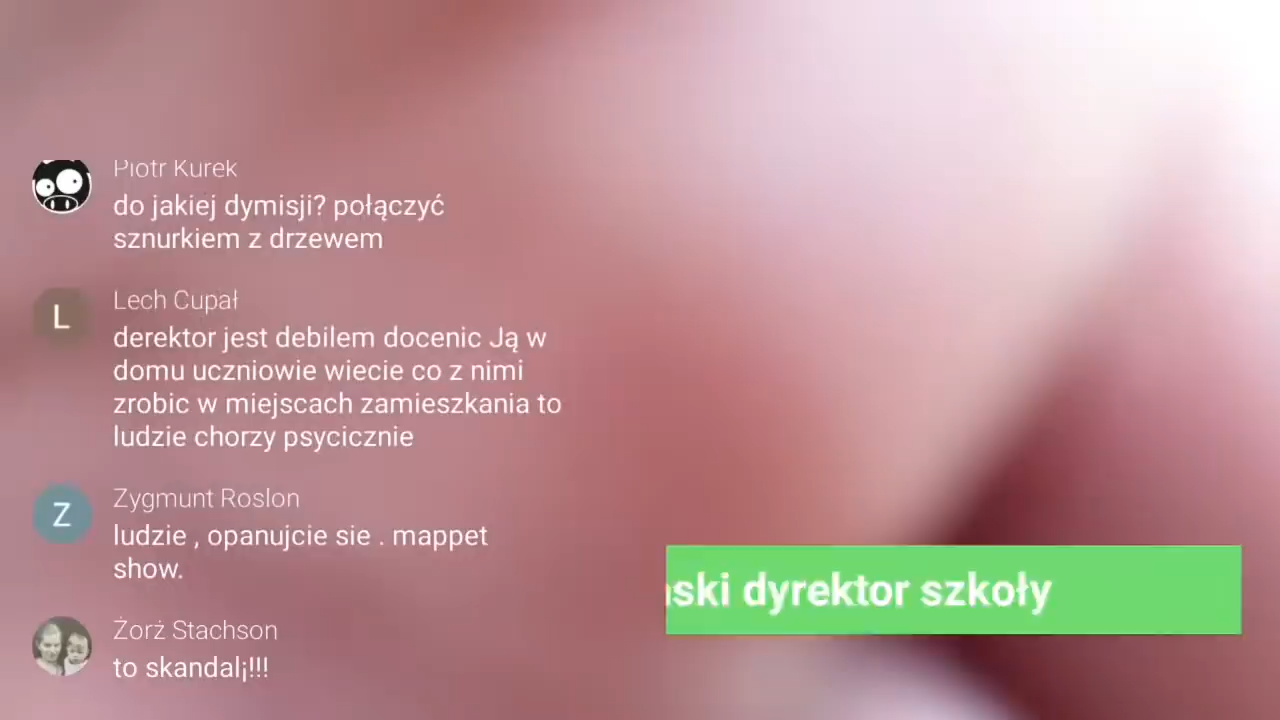 Piotr Kurek
do jakiej dymisji? połączyć
sznurkiem z drzewem
L
Lech Cupał
derektor jest debilem docenic Ją w
domu uczniowie wiecie co z nimi
zrobic w miejscach zamieszkania to
ludzie chorzy psycicznie
Z
Zygmunt Roslon
ludzie , opanujcie sie . mappet
show.
Żorż Stachson
to skandal¡!!!
ski dyrektor szkoły